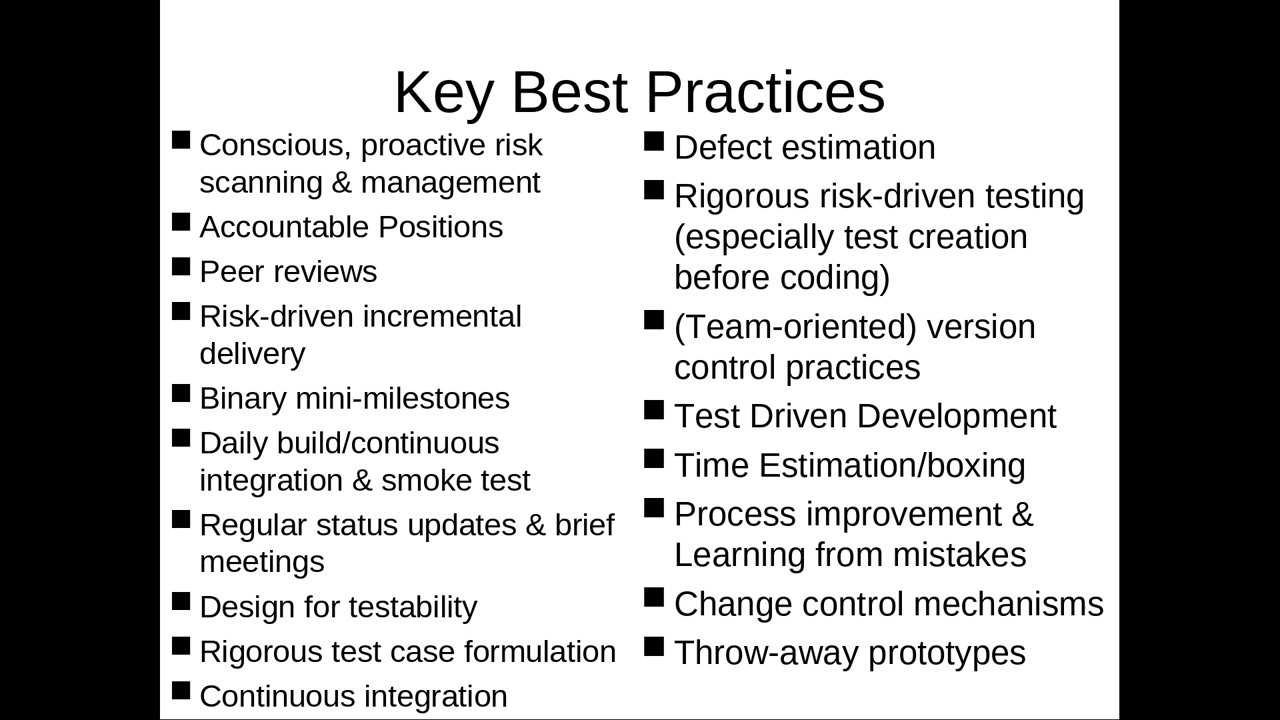 Key Best Practices
Conscious, proactive risk
scanning & management
Accountable Positions
Peer reviews
Risk-driven incremental
delivery
Binary mini-milestones
Daily build/continuous
integration & smoke test
Regular status updates & brief
meetings
Design for testability
Rigorous test case formulation
Continuous integration
Defect estimation
Rigorous risk-driven testing
(especially test creation
before coding)
(Team-oriented) version
control practices
Test Driven Development
Time Estimation/boxing
Process improvement &
Learning from mistakes
Change control mechanisms
Throw-away prototypes